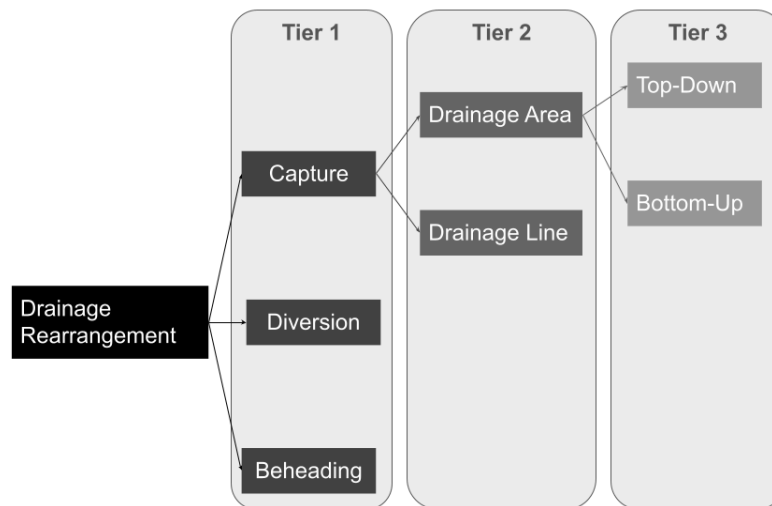 Tier 1
Tier 2
Tier 3
Top-Down
Drainage Area
Capture
Bottom-Up
Drainage Line
Drainage
Rearrangement
Diversion
Beheading